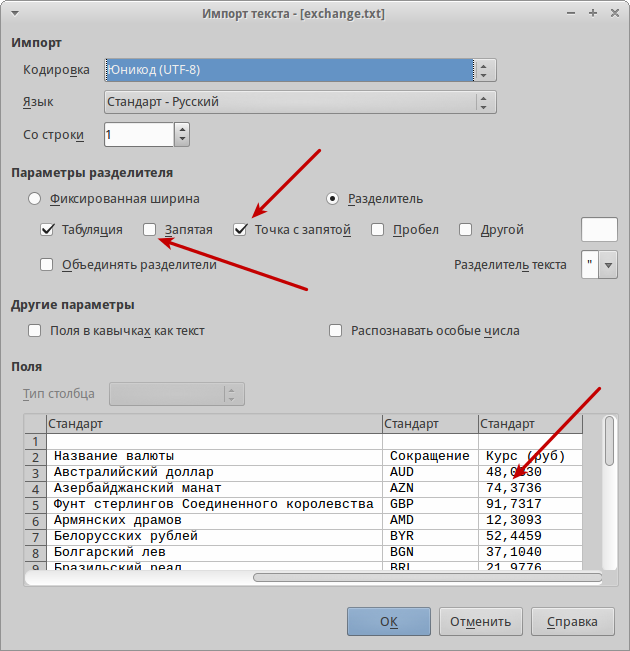 Импорт текста - [exchange.txt]
Импорт
Кодировка Юникод (UTF-8)
Язык Стандарт - Русский
Со строки 1
Параметры разделителя
Фиксированная ширина Разделитель
Табуляция Запятая Точка с запятой Пробел Другой
Объединять разделители Разделитель текста "
Другие параметры
Поля в кавычках как текст Распознавать особые числа
Поля
Тип столбца
Стандарт Стандарт Стандарт
1
2 Название валюты Сокращение Курс (руб)
3 Австралийский доллар AUD
4 Азербайджанский манат AZN 74,3736
5 Фунт стерлингов Соединенного королевства GBP 91,7317
6 Армянских драмов AMD 12,3093
7 Белорусских рублей BYR 52,4459
8 Болгарский лев BGN 37,1040
9 Бразильский реал BRL 21,9776
ОК Отменить Справка